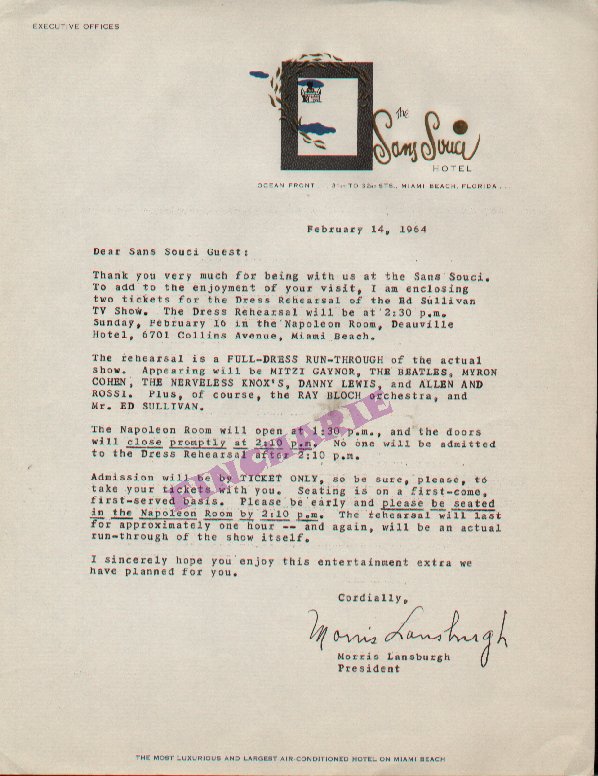 EXECUTIVE OFFICES
The
Sans Souci
HOTEL
OCEAN FRONT . . . 31ST TO 32ND STS., MIAMI BEACH, FLORIDA . . .
February 14, 1964
Dear Sans Souci Guest:
Thank you very much for being with us at the Sans Souci.
To add to the enjoyment of your visit, I am enclosing
two tickets for the Dress Rehearsal of the Ed Sullivan
TV Show. The Dress Rehearsal will be at 2:30 p.m.
Sunday, February 16 in the Napoleon Room, Deauville
Hotel, 6701 Collins Avenue, Miami Beach.
The rehearsal is a FULL-DRESS RUN-THROUGH of the actual
show. Appearing will be MITZI GAYNOR, THE BEATLES, MYRON
COHEN, THE NERVELESS KNOX'S, DANNY LEWIS, and ALLEN AND
ROSSI. Plus, of course, the RAY BLOCH orchestra, and
Mr. ED SULLIVAN.
The Napoleon Room will open at 1:30 p.m., and the doors
will close promptly at 2:10 p.m. No one will be admitted
to the Dress Rehearsal after 2:10 p.m.
Admission will be by TICKET ONLY, so be sure, please, to
take your tickets with you. Seating is on a first-come,
first-served basis. Please be early and please be seated
in the Napoleon Room by 2:10 p.m. The rehearsal will last
for approximately one hour -- and again, will be an actual
run-through of the show itself.
I sincerely hope you enjoy this entertainment extra we
have planned for you.
Cordially,
Morris Lansburgh
Morris Lansburgh
President
THE MOST LUXURIOUS AND LARGEST AIR-CONDITIONED HOTEL ON MIAMI BEACH